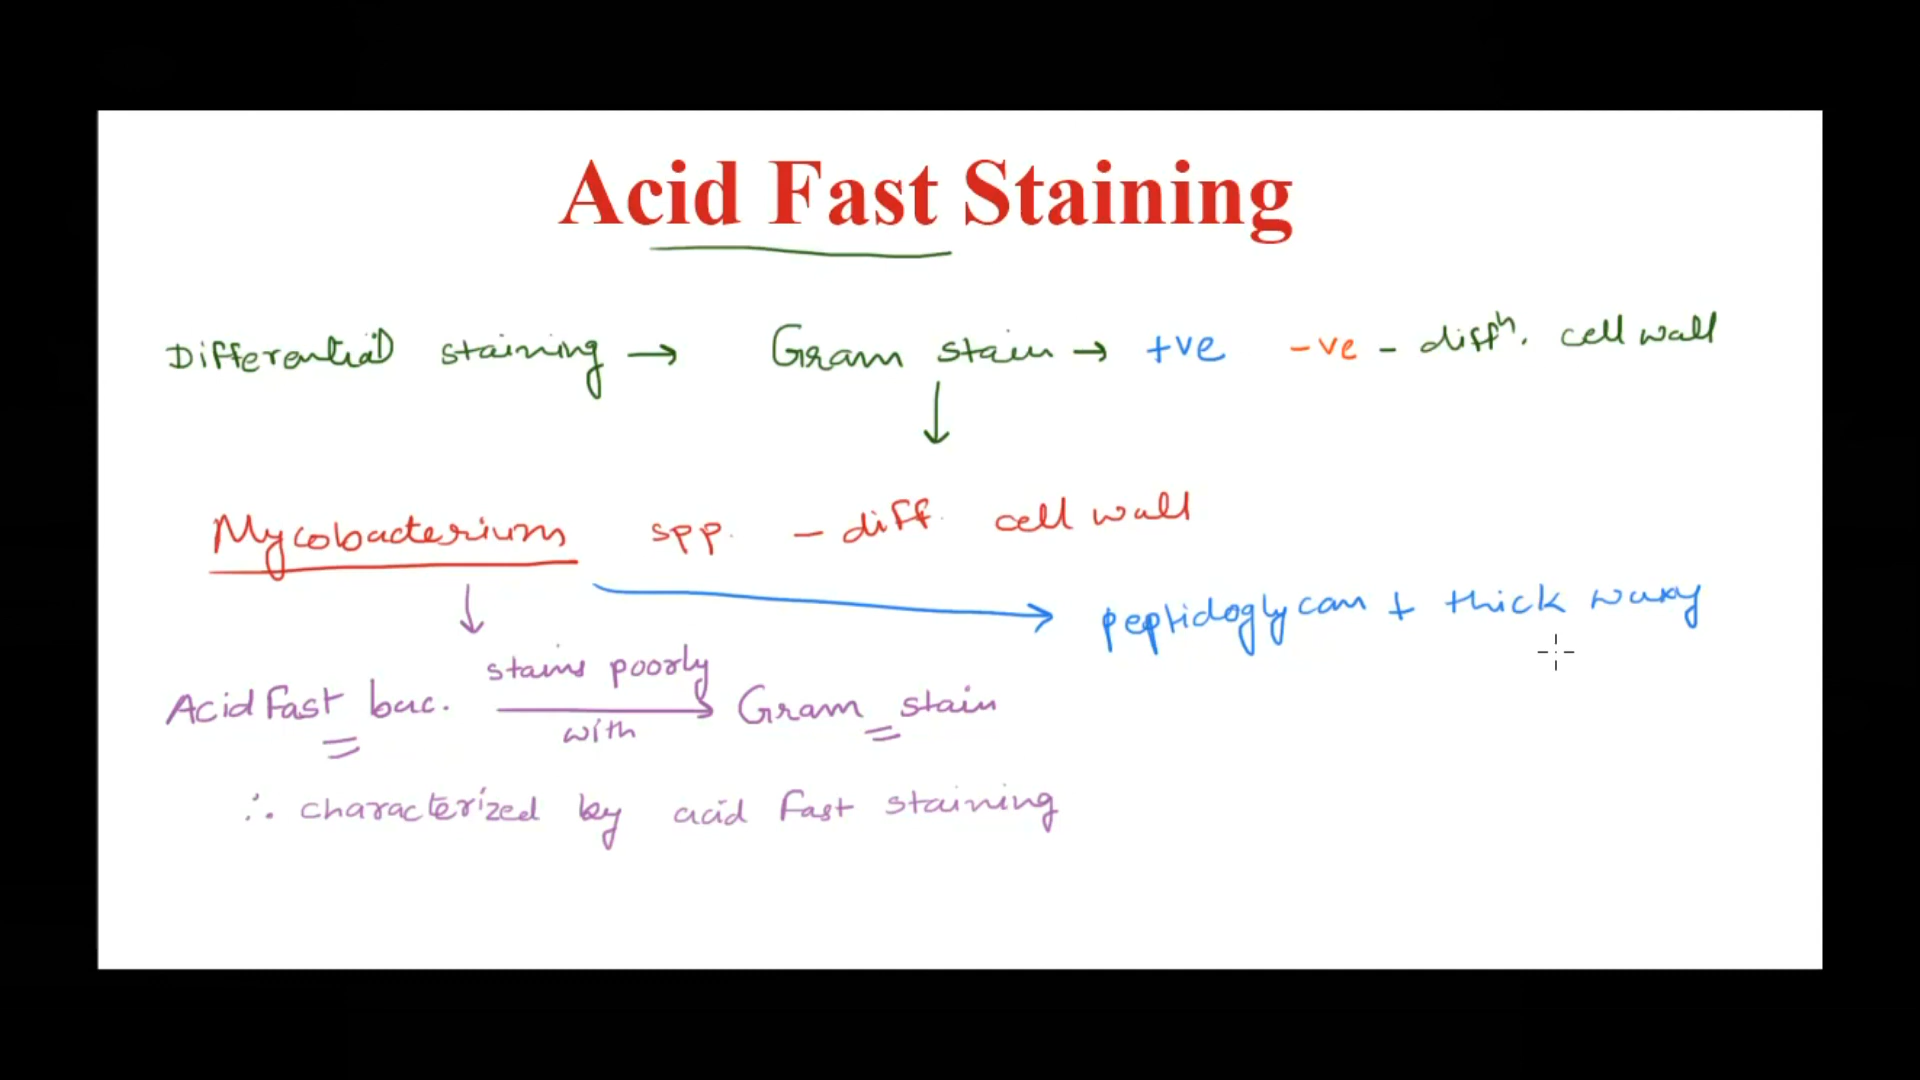 Acid Fast Staining
Differential staining → Gram stain → +ve -ve - diffn. cell wall
↓
Mycobacterium spp. - diff. cell wall
↓ → peptidoglycan + thick waxy
Acid Fast bac. stains poorly with → Gram stain
∴ characterized by acid fast staining